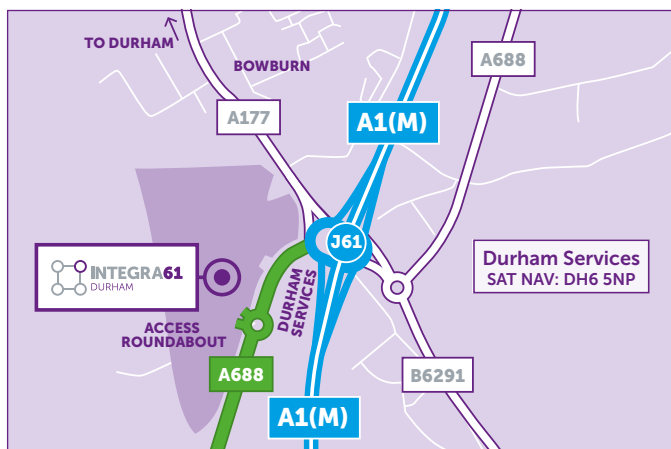 TO DURHAM
BOWBURN
A688
A177
A1(M)
J61
INTEGRA61
DURHAM
DURHAM
SERVICES
Durham Services
SAT NAV: DH6 5NP
ACCESS
ROUNDABOUT
A688
B6291
A1(M)